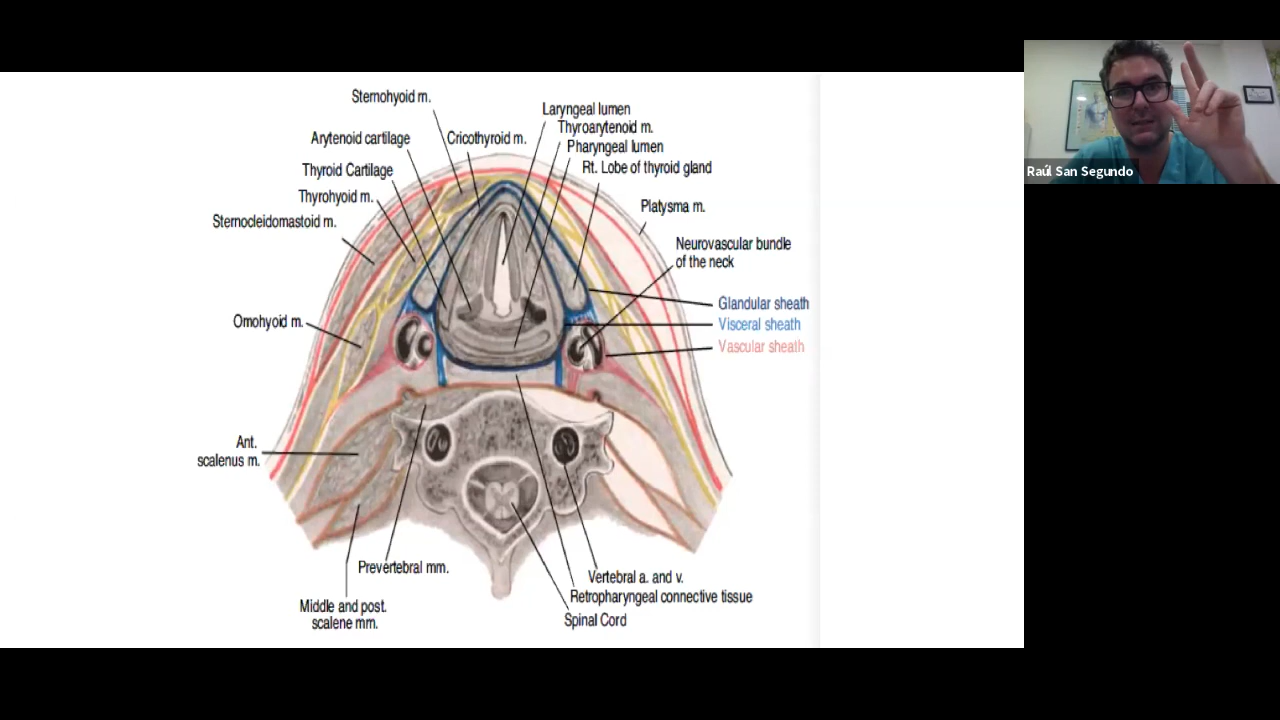 Sternohyoid m.
Arytenoid cartilage
Cricothyroid m.
Thyroid Cartilage
Thyrohyoid m.
Sternocleidomastoid m.
Omohyoid m.
Ant.
scalenus m.
Prevertebral mm.
Middle and post.
scalene mm.
Laryngeal lumen
Thyroarytenoid m.
Pharyngeal lumen
Rt. Lobe of thyroid gland
Platysma m.
Neurovascular bundle
of the neck
Glandular sheath
Visceral sheath
Vascular sheath
Vertebral a. and v.
Retropharyngeal connective tissue
Spinal Cord
Raúl San Segundo